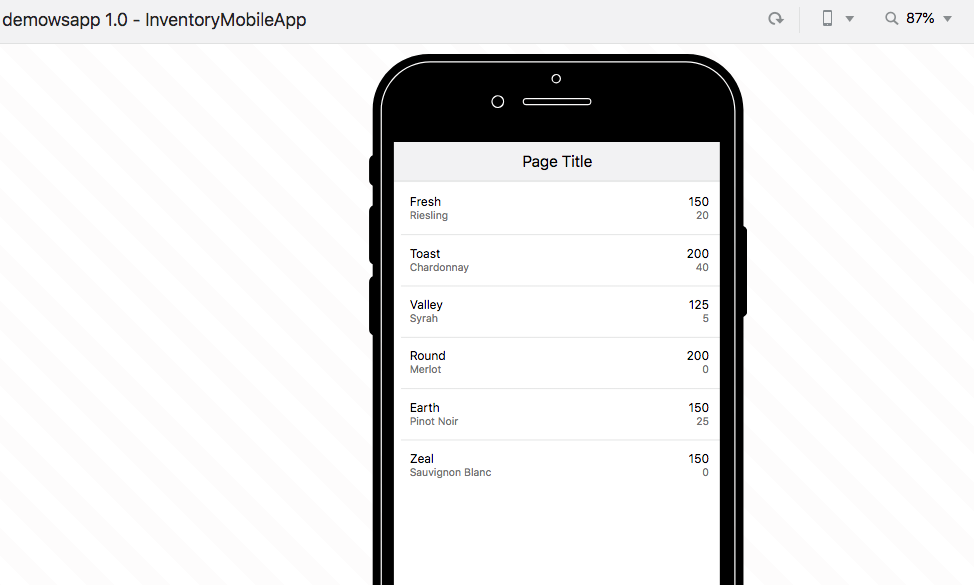 demowsapp 1.0 - InventoryMobileApp
87%
Page Title
Fresh 150
Riesling 20
Toast 200
Chardonnay 40
Valley 125
Syrah 5
Round 200
Merlot 0
Earth 150
Pinot Noir 25
Zeal 150
Sauvignon Blanc 0